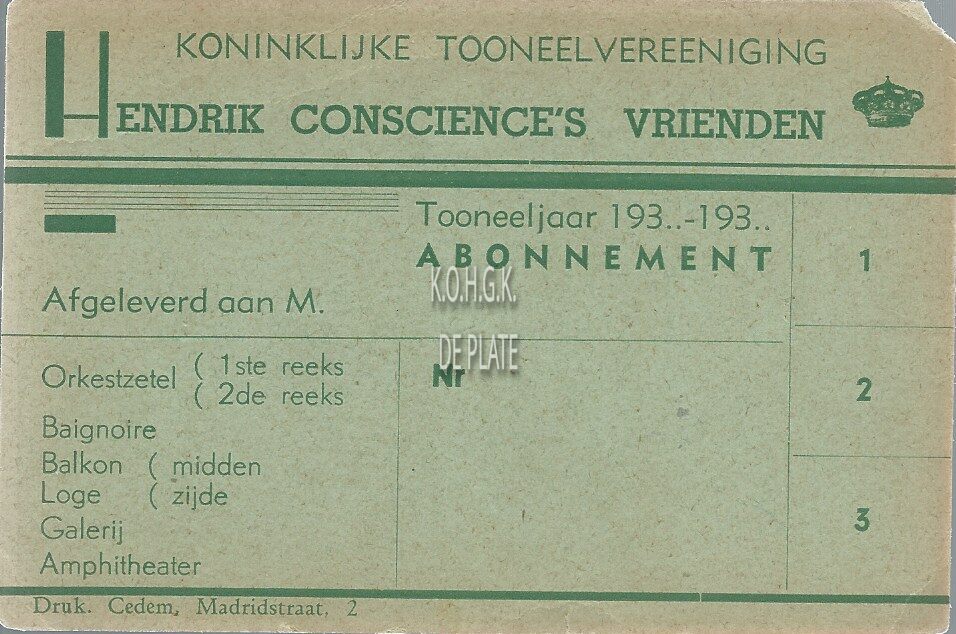 KONINKLIJKE TOONEELVEREENIGING
HENDRIK CONSCIENCE'S VRIENDEN
Tooneeljaar 193..-193..
ABONNEMENT
Afgeleverd aan M.
K.O.H.G.K.
DE PLATE
Orkestzetel ( 1ste reeks
( 2de reeks
Baignoire
Balkon ( midden
Loge ( zijde
Galerij
Amphitheater
Nr
1
2
3
Druk. Cedem, Madridstraat, 2